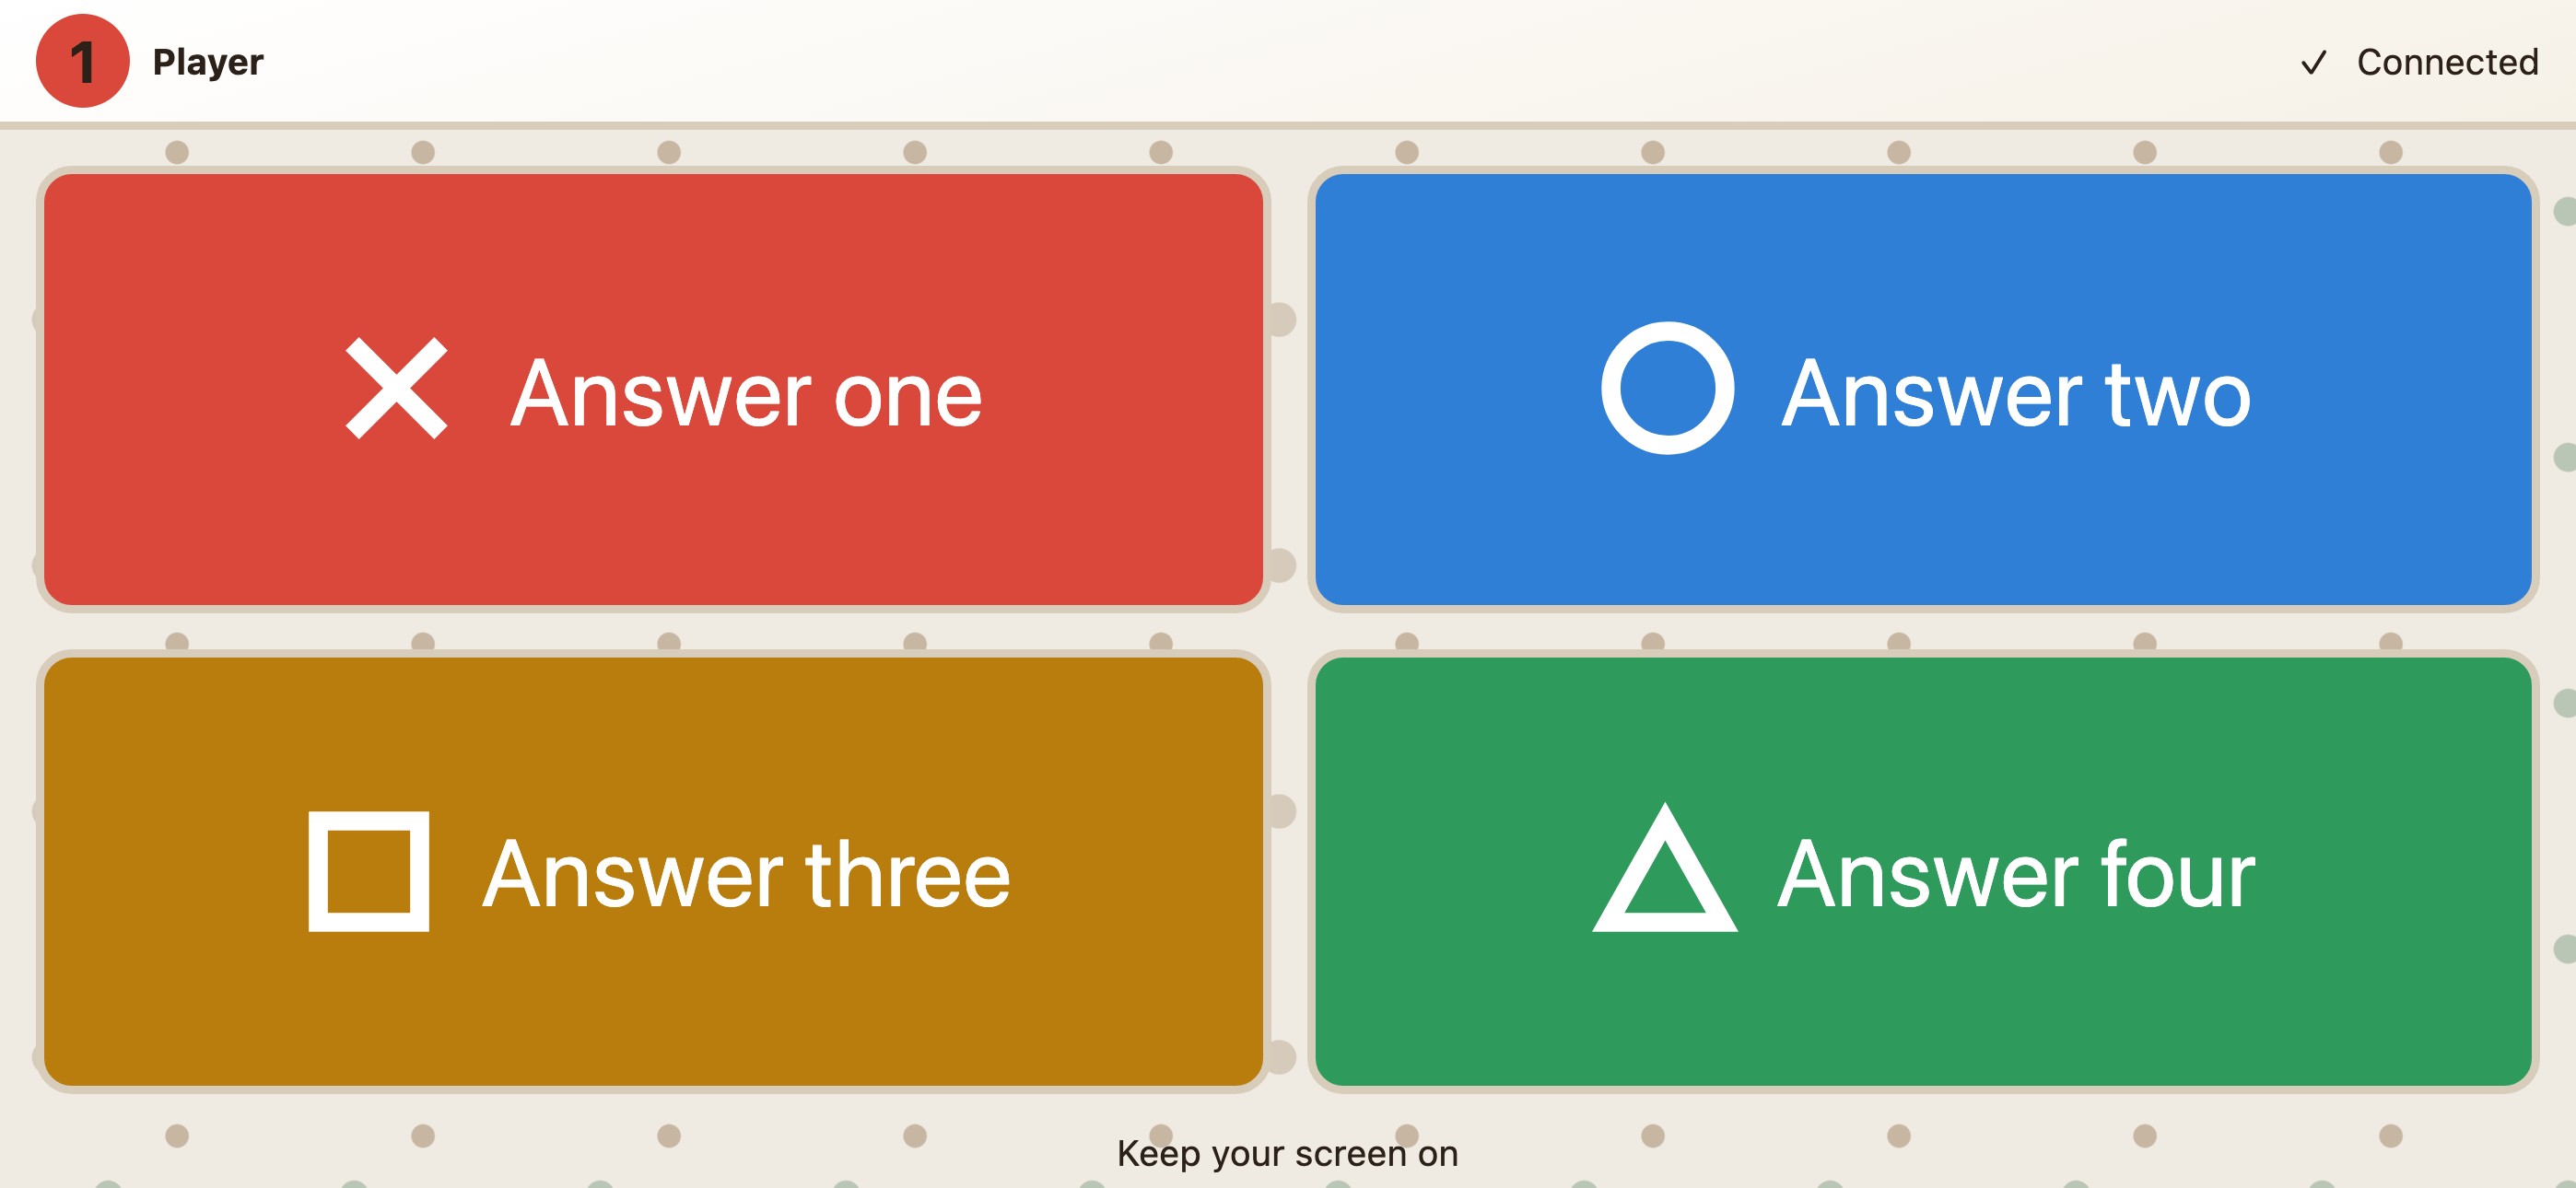 1 Player
✓ Connected
Answer one
Answer two
Answer three
Answer four
Keep your screen on